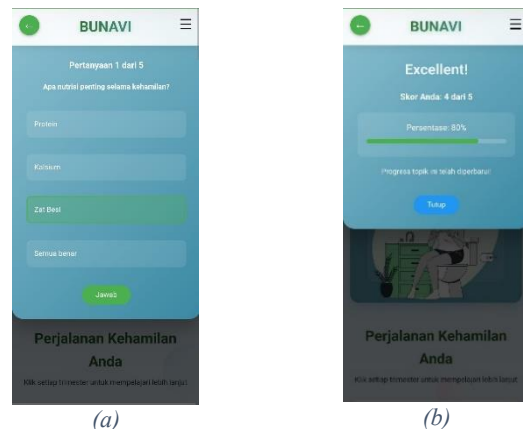 BUNAVI
Pertanyaan 1 dari 5
Apa nutrisi penting selama kehamilan?
Protein
Kalsium
Zat Besi
Semua benar
Jawab
Perjalanan Kehamilan
Anda
Klik setiap trimester untuk mempelajari lebih lanjut
(a)
BUNAVI
Excellent!
Skor Anda: 4 dari 5
Persentase: 80%
Progress topik ini telah diperbarui!
Tutup
Perjalanan Kehamilan
Anda
Klik setiap trimester untuk mempelajari lebih lanjut
(b)